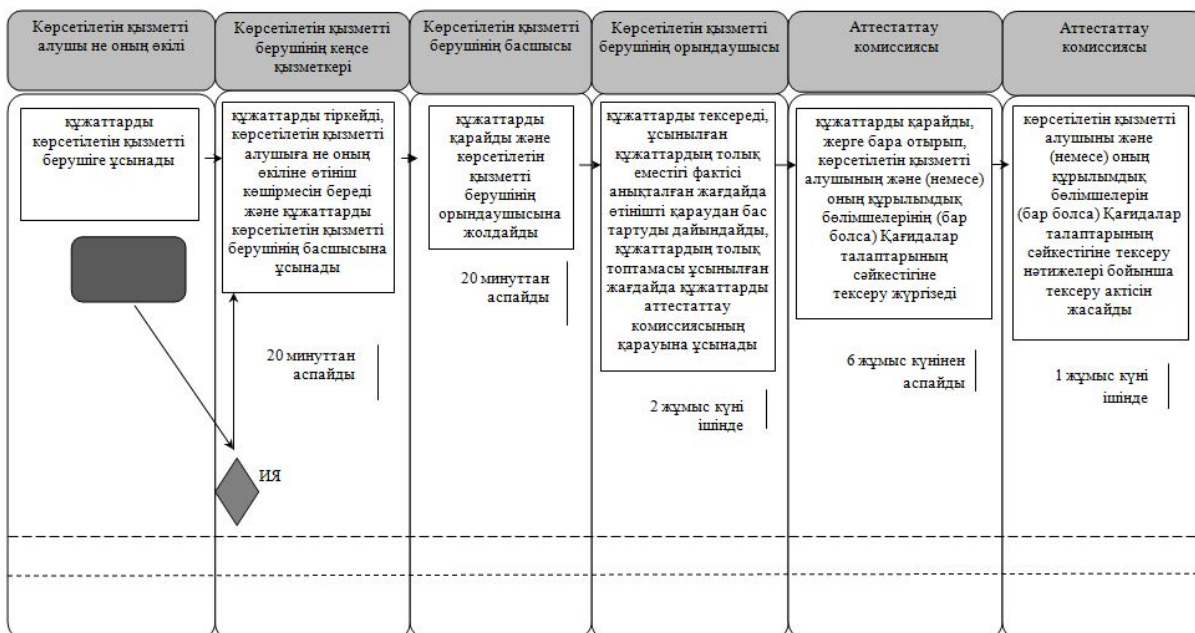 Көрсетілетін қызметті
алушы не оның өкілі
Көрсетілетін қызметті
берушінің кеңсе
қызметкері
Көрсетілетін қызметті
берушінің басшысы
Көрсетілетін қызметті
берушінің орындаушысы
Аттестаттау
комиссиясы
Аттестаттау
комиссиясы
құжаттарды
көрсетілетін қызметті
берушіге ұсынады
құжаттарды тіркейді,
көрсетілетін қызметті
алушыға не оның
өкіліне өтініш
көшірмесін береді
және құжаттарды
көрсетілетін қызметті
берушінің басшысына
ұсынады
20 минуттан
аспайды
ИЯ
құжаттарды
қарайды және
көрсетілетін
қызметті
берушінің
орындаушысына
жолдайды
20 минуттан
аспайды
құжаттарды тексереді,
ұсынылған
құжаттардың толық
еместігі фактісі
анықталған жағдайда
өтінішті қараудан бас
тартуды дайындайды,
құжаттардың толық
топтамасы ұсынылған
жағдайда құжаттарды
аттестаттау
комиссиясының
қарауына ұсынады
2 жұмыс күні
ішінде
құжаттарды қарайды,
жерге бара отырып,
көрсетілетін қызметті
алушының және (немесе)
оның құрылымдық
бөлімшелерінің (бар
болса) Қағидалар
талаптарының
сәйкестігіне
тексеру жүргізеді
6 жұмыс күнінен
аспайды
көрсетілетін қызметті
алушыны және
(немесе) оның
құрылымдық
бөлімшелерін
(бар болса) Қағидалар
талаптарының
сәйкестігіне тексеру
нәтижелері бойынша
тексеру актісін
жасайды
1 жұмыс күні
ішінде